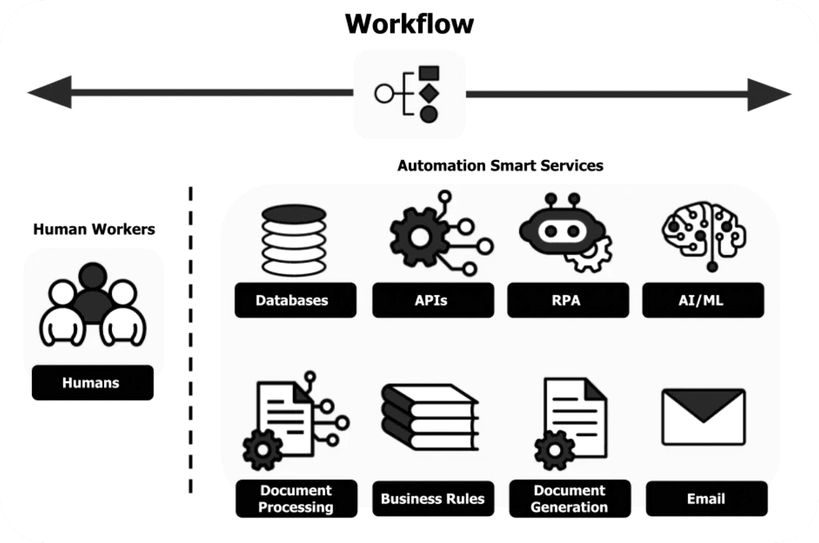 Workflow
Automation Smart Services
Human Workers
Databases
APIs
RPA
AI/ML
Humans
Document
Processing
Business Rules
Document
Generation
Email